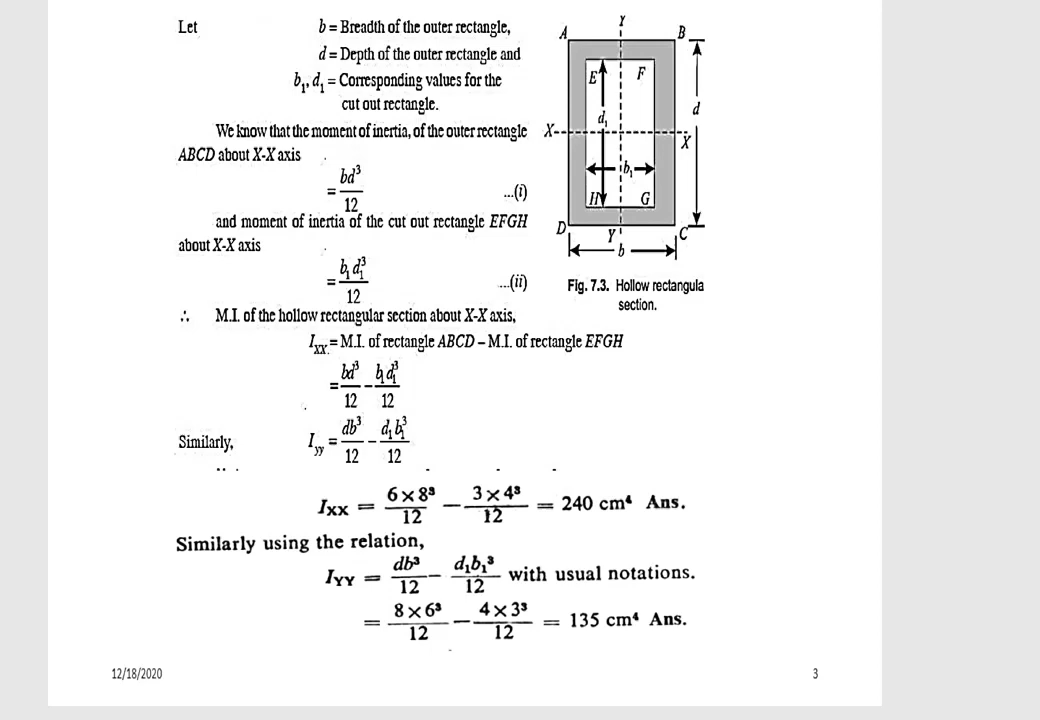 Let b = Breadth of the outer rectangle,
d = Depth of the outer rectangle and
b₁, d₁ = Corresponding values for the
cut out rectangle.
We know that the moment of inertia, of the outer rectangle
ABCD about X-X axis
= bd³/12 ...(i)
and moment of inertia of the cut out rectangle EFGH
about X-X axis
= b₁d₁³/12 ...(ii)
∴ M.I. of the hollow rectangular section about X-X axis,
I_XX = M.I. of rectangle ABCD – M.I. of rectangle EFGH
= bd³/12 – b₁d₁³/12
Similarly, I_yy = db³/12 – d₁b₁³/12
Y
A B
E F
d₁ d
X X
b₁
H G
D Y C
b
Fig. 7.3. Hollow rectangula
section.
I_XX = 6 × 8³/12 – 3 × 4³/12 = 240 cm⁴ Ans.
Similarly using the relation,
I_YY = db³/12 – d₁b₁³/12 with usual notations.
= 8 × 6³/12 – 4 × 3³/12 = 135 cm⁴ Ans.
12/18/2020 3